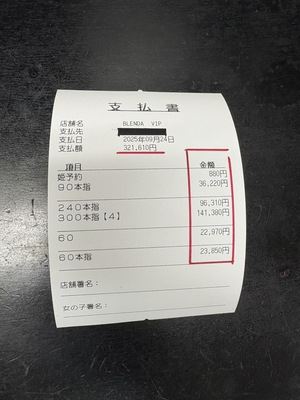 支払書
店舗名 BLENDA VIP
支払先
支払日 2025年09月24日
支払額 321,610円
項目 金額
姫予約 880円
90本指 36,220円
240本指 96,310円
300本指【4】 141,380円
60 22,970円
60本指 23,850円
店舗署名:
女の子署名: